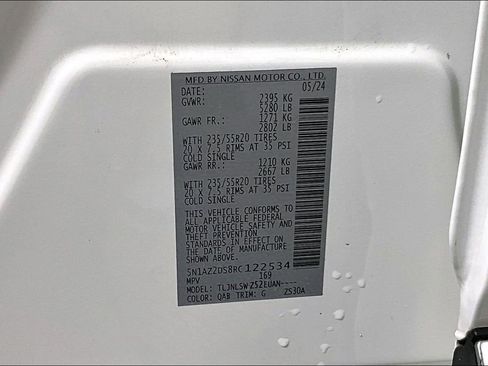 MFD BY NISSAN MOTOR CO., LTD.
DATE: 05/24
GVWR: 2395 KG
5280 LB
GAWR FR.: 1271 KG
2802 LB
WITH 235/55R20 TIRES
20 X 7.5 RIMS AT 35 PSI
COLD SINGLE
GAWR RR.: 1210 KG
2667 LB
WITH 235/55R20 TIRES
20 X 7.5 RIMS AT 35 PSI
COLD SINGLE
THIS VEHICLE CONFORMS TO
ALL APPLICABLE FEDERAL
MOTOR VEHICLE SAFETY AND
THEFT PREVENTION
STANDARDS IN EFFECT ON THE
DATE OF MANUFACTURE
SHOWN ABOVE.
5N1AZ2DS8RC122534
MPV 169
MODEL: TLJNLSWZ52EUAN----
COLOR: QAB TRIM: G ZS30A